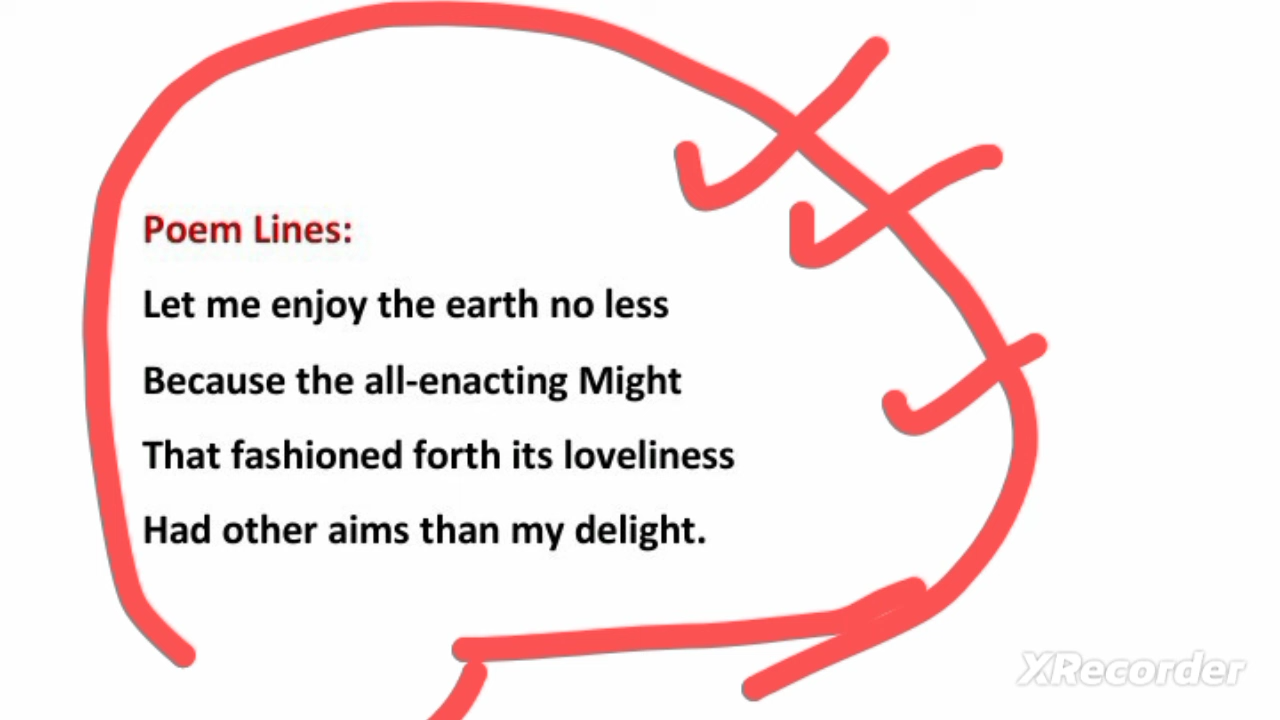 Poem Lines:
Let me enjoy the earth no less
Because the all-enacting Might
That fashioned forth its loveliness
Had other aims than my delight.
XRecorder